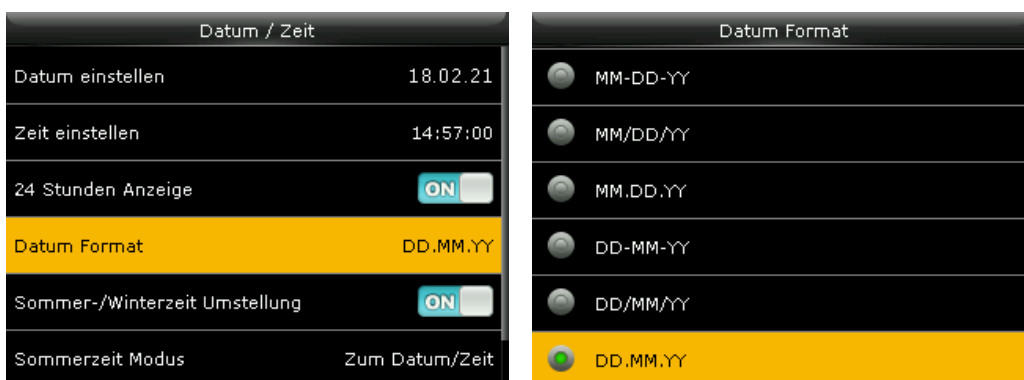 Datum / Zeit
Datum einstellen 18.02.21
Zeit einstellen 14:57:00
24 Stunden Anzeige ON
Datum Format DD.MM.YY
Sommer-/Winterzeit Umstellung ON
Sommerzeit Modus Zum Datum/Zeit
Datum Format
MM-DD-YY
MM/DD/YY
MM.DD.YY
DD-MM-YY
DD/MM/YY
DD.MM.YY